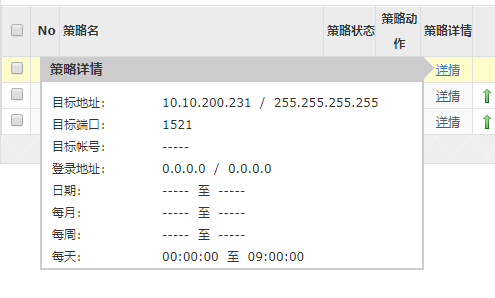 No 策略名 策略状态 策略动作 策略详情
策略详情 详情
目标地址: 10.10.200.231 / 255.255.255.255 详情
目标端口: 1521 详情
目标帐号: -----
登录地址: 0.0.0.0 / 0.0.0.0
日期: ----- 至 -----
每月: ----- 至 -----
每周: ----- 至 -----
每天: 00:00:00 至 09:00:00